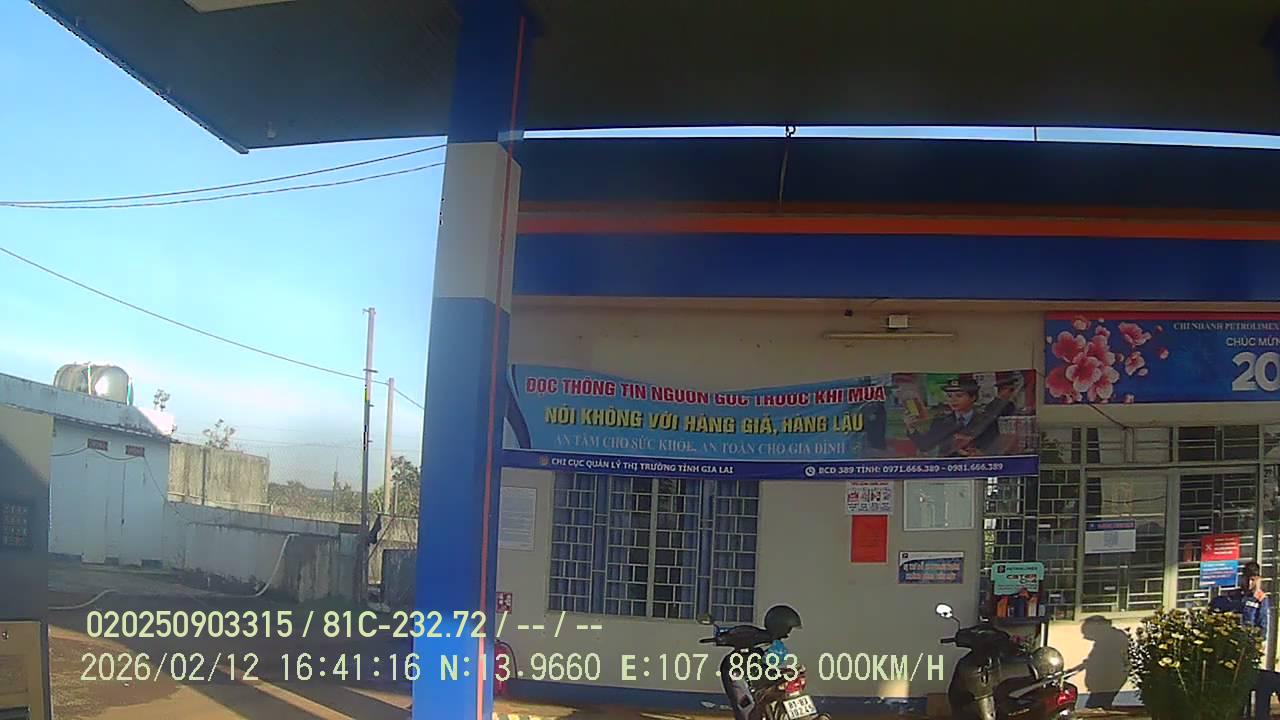 CHI NHÁNH PETROLIMEX
CHÚC MỪN
20
ĐỌC THÔNG TIN NGUỒN GỐC TRƯỚC KHI MUA
NÓI KHÔNG VỚI HÀNG GIẢ, HÀNG LẬU
AN TÂM CHO SỨC KHỎE, AN TOÀN CHO GIA ĐÌNH
CHI CỤC QUẢN LÝ THỊ TRƯỜNG TỈNH GIA LAI
BCĐ 389 TỈNH: 0971.666.389 - 0981.666.389
PETROLIMEX
020250903315 / 81C-232.72 / -- / --
2026/02/12 16:41:16 N:13.9660 E:107.8683 000KM/H